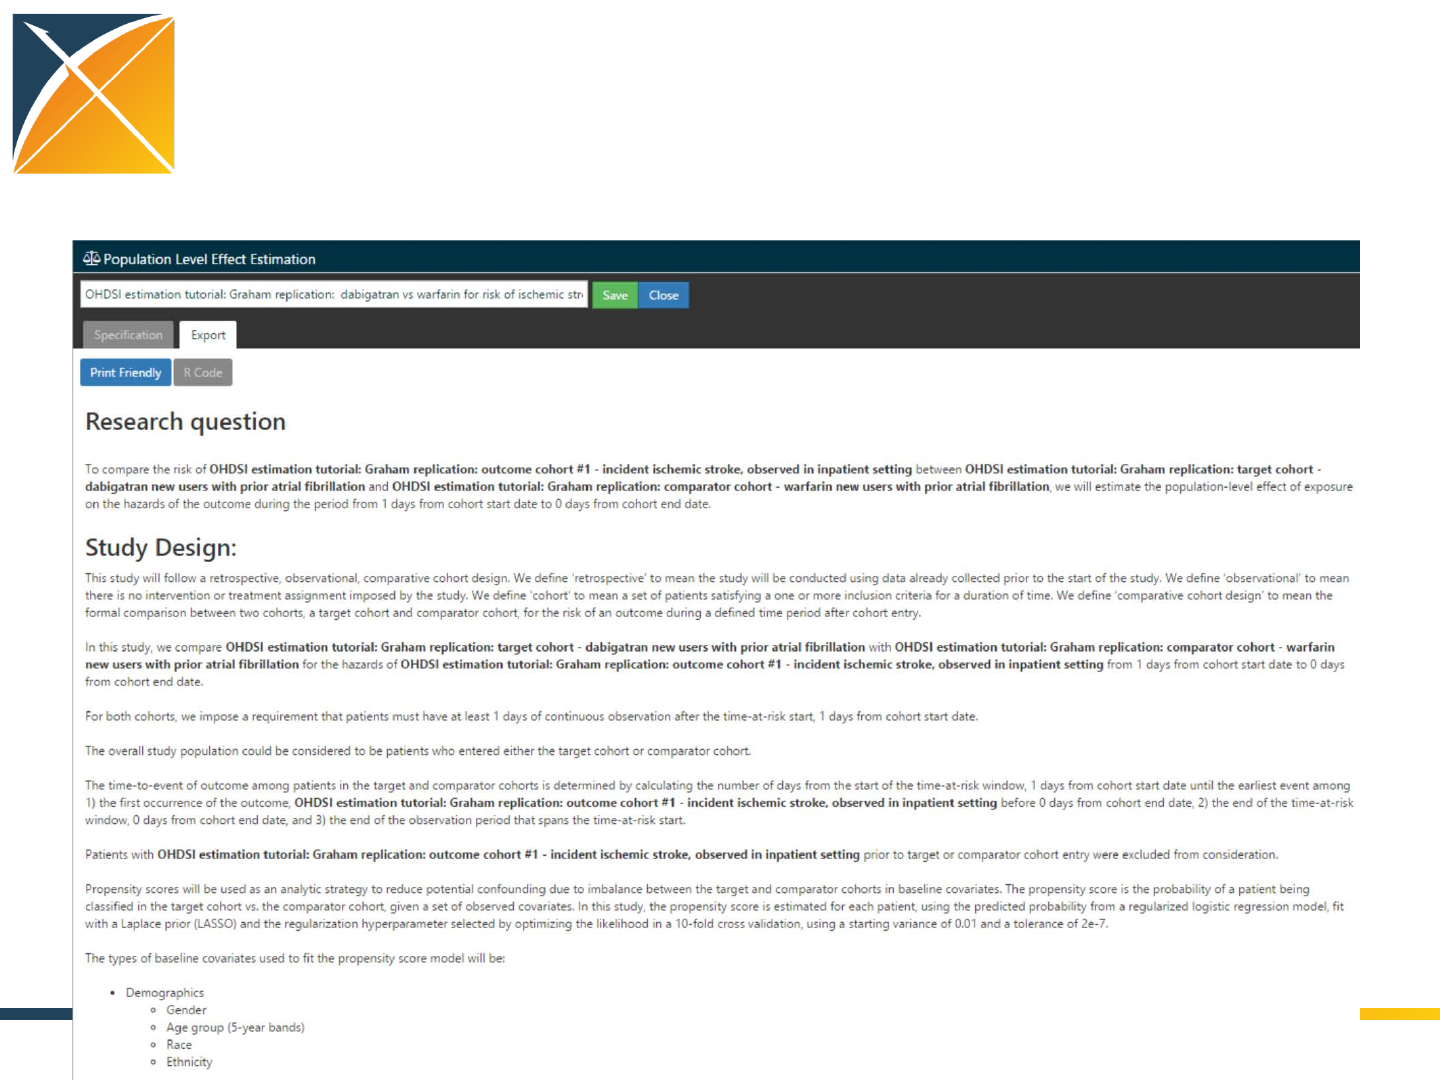 Population Level Effect Estimation
OHDSI estimation tutorial: Graham replication:  dabigatran vs warfarin for risk of ischemic str
Save
Close
Specification
Export
Print Friendly
R Code
Research question
To compare the risk of OHDSI estimation tutorial: Graham replication: outcome cohort #1 - incident ischemic stroke, observed in inpatient setting between OHDSI estimation tutorial: Graham replication: target cohort -
dabigatran new users with prior atrial fibrillation and OHDSI estimation tutorial: Graham replication: comparator cohort - warfarin new users with prior atrial fibrillation, we will estimate the population-level effect of exposure
on the hazards of the outcome during the period from 1 days from cohort start date to 0 days from cohort end date.
Study Design:
This study will follow a retrospective, observational, comparative cohort design. We define 'retrospective' to mean the study will be conducted using data already collected prior to the start of the study. We define 'observational' to mean
there is no intervention or treatment assignment imposed by the study. We define 'cohort' to mean a set of patients satisfying a one or more inclusion criteria for a duration of time. We define 'comparative cohort design' to mean the
formal comparison between two cohorts, a target cohort and comparator cohort, for the risk of an outcome during a defined time period after cohort entry.
In this study, we compare OHDSI estimation tutorial: Graham replication: target cohort - dabigatran new users with prior atrial fibrillation with OHDSI estimation tutorial: Graham replication: comparator cohort - warfarin
new users with prior atrial fibrillation for the hazards of OHDSI estimation tutorial: Graham replication: outcome cohort #1 - incident ischemic stroke, observed in inpatient setting from 1 days from cohort start date to 0 days
from cohort end date.
For both cohorts, we impose a requirement that patients must have at least 1 days of continuous observation after the time-at-risk start, 1 days from cohort start date.
The overall study population could be considered to be patients who entered either the target cohort or comparator cohort.
The time-to-event of outcome among patients in the target and comparator cohorts is determined by calculating the number of days from the start of the time-at-risk window, 1 days from cohort start date until the earliest event among
1) the first occurrence of the outcome, OHDSI estimation tutorial: Graham replication: outcome cohort #1 - incident ischemic stroke, observed in inpatient setting before 0 days from cohort end date, 2) the end of the time-at-risk
window, 0 days from cohort end date, and 3) the end of the observation period that spans the time-at-risk start.
Patients with OHDSI estimation tutorial: Graham replication: outcome cohort #1 - incident ischemic stroke, observed in inpatient setting prior to target or comparator cohort entry were excluded from consideration.
Propensity scores will be used as an analytic strategy to reduce potential confounding due to imbalance between the target and comparator cohorts in baseline covariates. The propensity score is the probability of a patient being
classified in the target cohort vs. the comparator cohort, given a set of observed covariates. In this study, the propensity score is estimated for each patient, using the predicted probability from a regularized logistic regression model, fit
with a Laplace prior (LASSO) and the regularization hyperparameter selected by optimizing the likelihood in a 10-fold cross validation, using a starting variance of 0.01 and a tolerance of 2e-7.
The types of baseline covariates used to fit the propensity score model will be:
• Demographics
∘ Gender
∘ Age group (5-year bands)
∘ Race
∘ Ethnicity